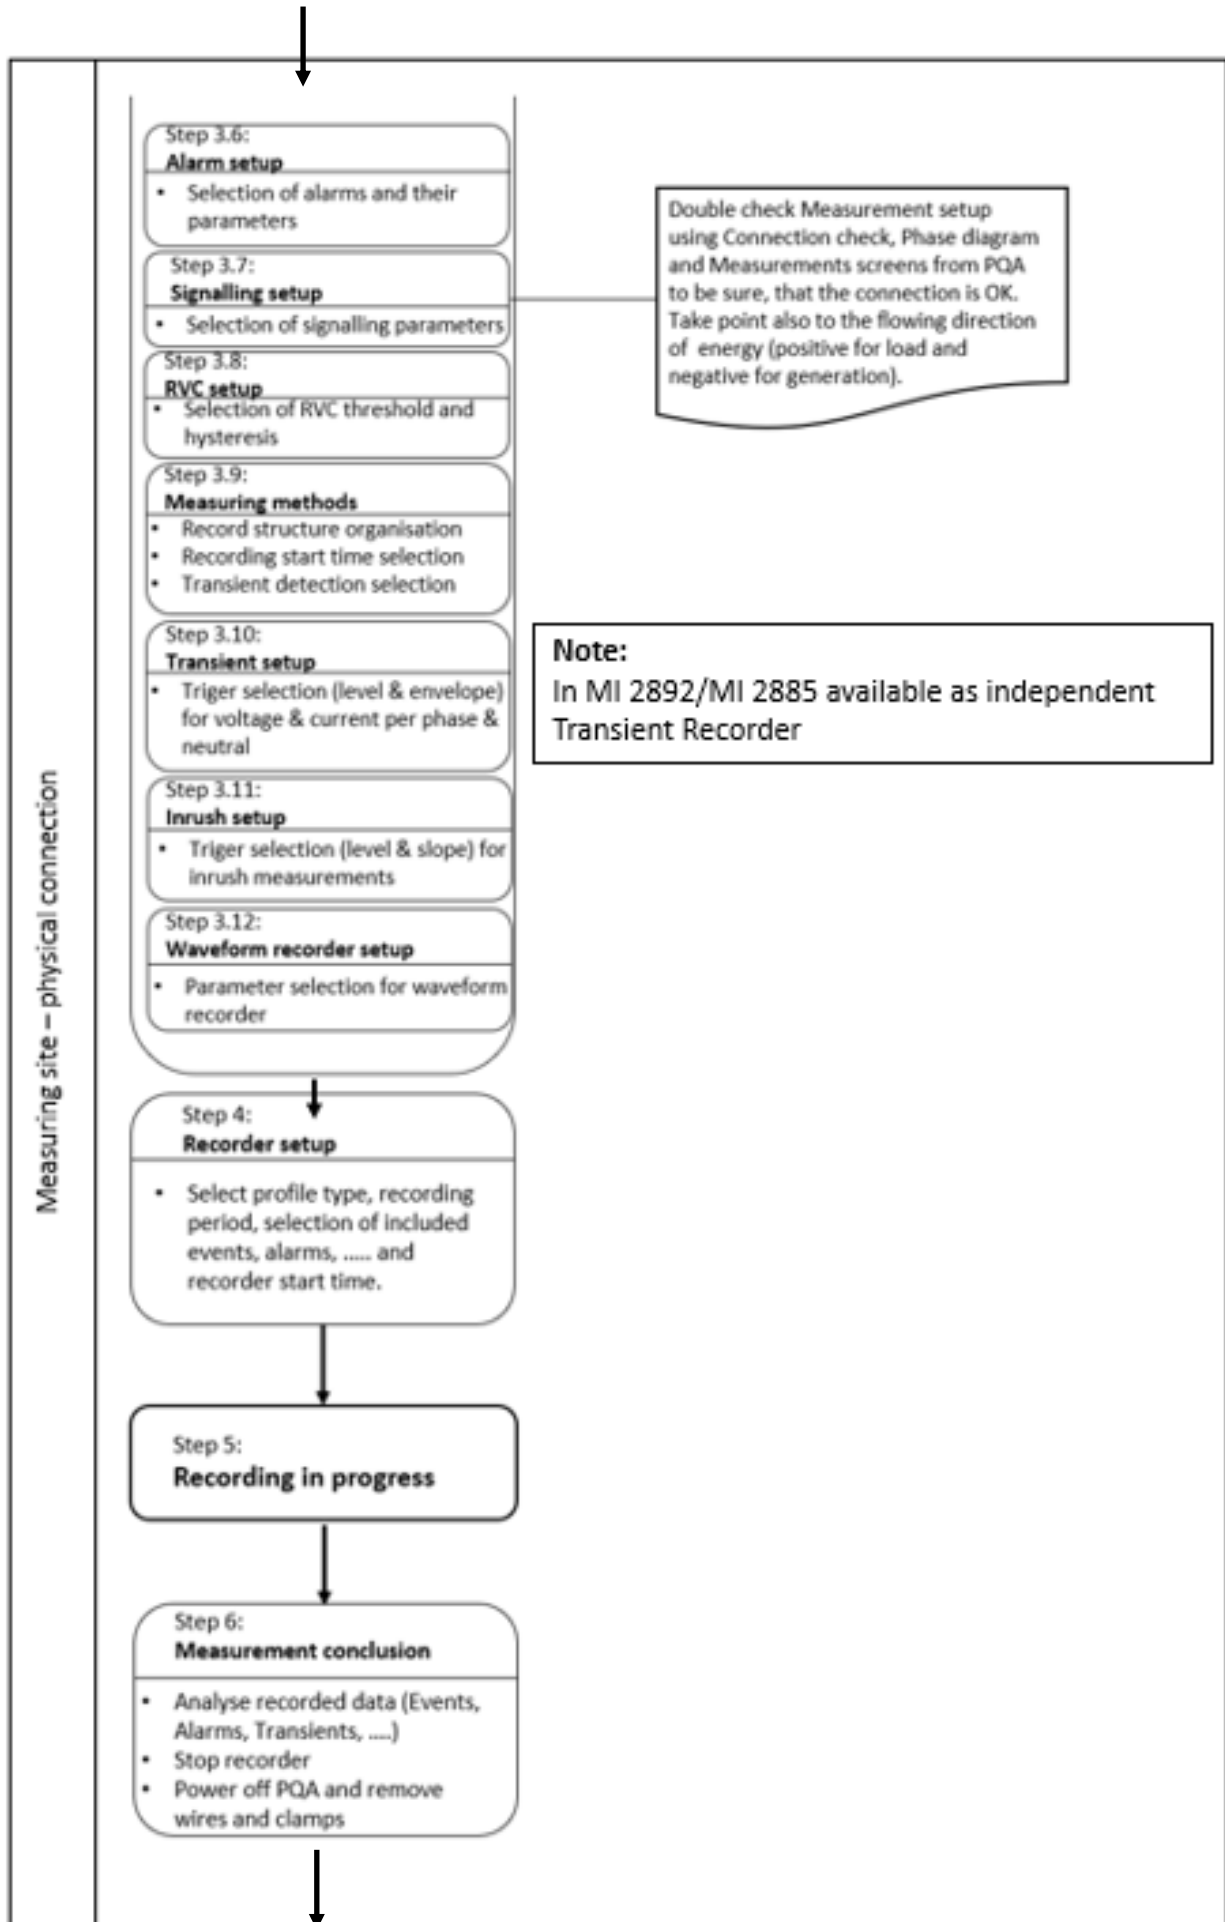 Step 3.6:
Alarm setup
• Selection of alarms and their
parameters
Step 3.7:
Signalling setup
• Selection of signalling parameters
Step 3.8:
RVC setup
• Selection of RVC threshold and
hysteresis
Step 3.9:
Measuring methods
• Record structure organisation
• Recording start time selection
• Transient detection selection
Step 3.10:
Transient setup
• Triger selection (level & envelope)
for voltage & current per phase &
neutral
Step 3.11:
Inrush setup
• Triger selection (level & slope) for
inrush measurements
Step 3.12:
Waveform recorder setup
• Parameter selection for waveform
recorder
Double check Measurement setup
using Connection check, Phase diagram
and Measurements screens from PQA
to be sure, that the connection is OK.
Take point also to the flowing direction
of energy (positive for load and
negative for generation).
Note:
In MI 2892/MI 2885 available as independent
Transient Recorder
Measuring site – physical connection
Step 4:
Recorder setup
• Select profile type, recording
period, selection of included
events, alarms, ..... and
recorder start time.
Step 5:
Recording in progress
Step 6:
Measurement conclusion
• Analyse recorded data (Events,
Alarms, Transients, ....)
• Stop recorder
• Power off PQA and remove
wires and clamps